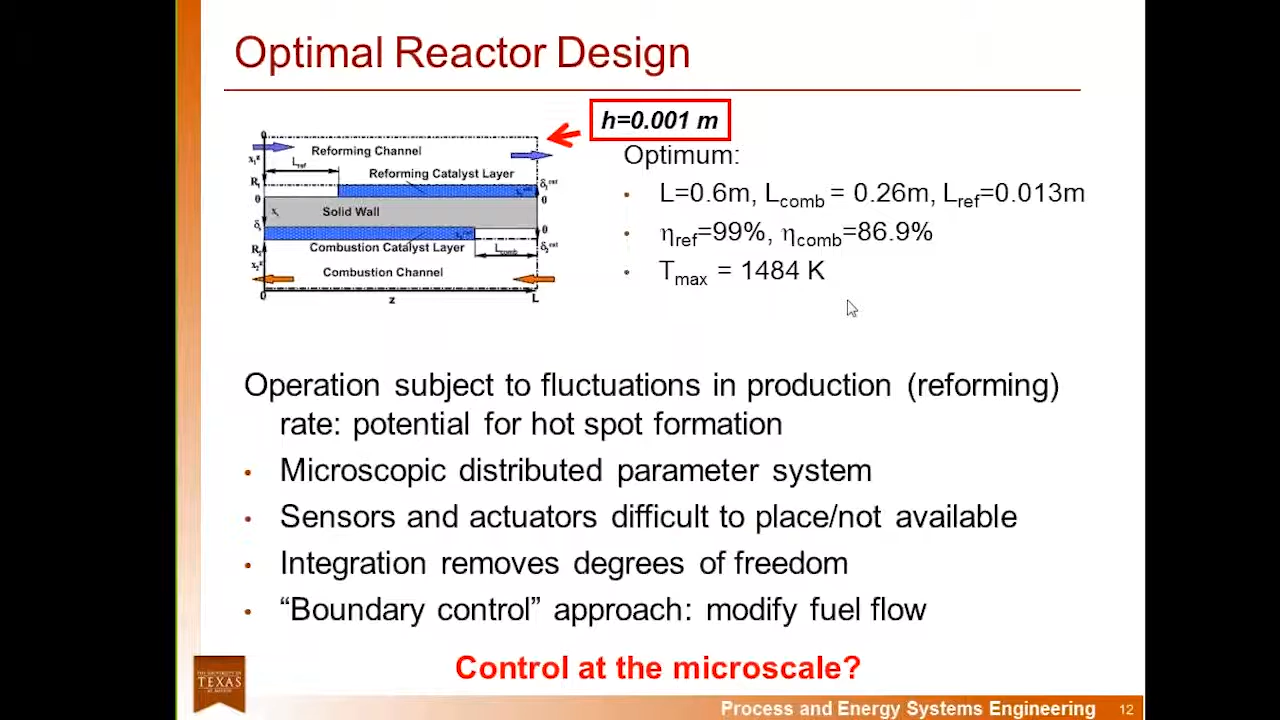 Optimal Reactor Design
h=0.001 m
Reforming Channel
L_ref
Reforming Catalyst Layer
Solid Wall
Combustion Catalyst Layer
L_comb
Combustion Channel
0
z
L
Optimum:
• L=0.6m, L_comb = 0.26m, L_ref=0.013m
• η_ref=99%, η_comb=86.9%
• T_max = 1484 K
Operation subject to fluctuations in production (reforming)
rate: potential for hot spot formation
• Microscopic distributed parameter system
• Sensors and actuators difficult to place/not available
• Integration removes degrees of freedom
• “Boundary control” approach: modify fuel flow
Control at the microscale?
TEXAS
Process and Energy Systems Engineering 12